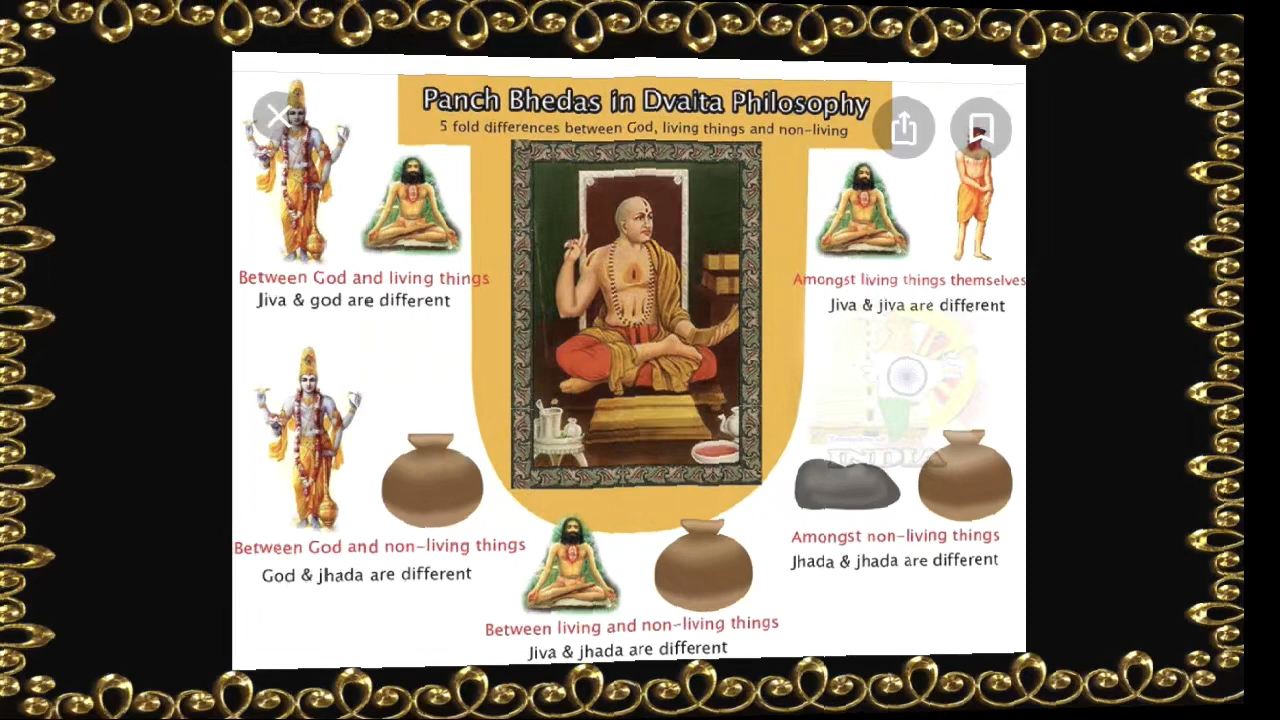 Panch Bhedas in Dvaita Philosophy
5 fold differences between God, living things and non-living
Between God and living things
Jiva & god are different
Amongst living things themselves
Jiva & jiva are different
INDIA
Between God and non-living things
God & jhada are different
Amongst non-living things
Jhada & jhada are different
Between living and non-living things
Jiva & jhada are different